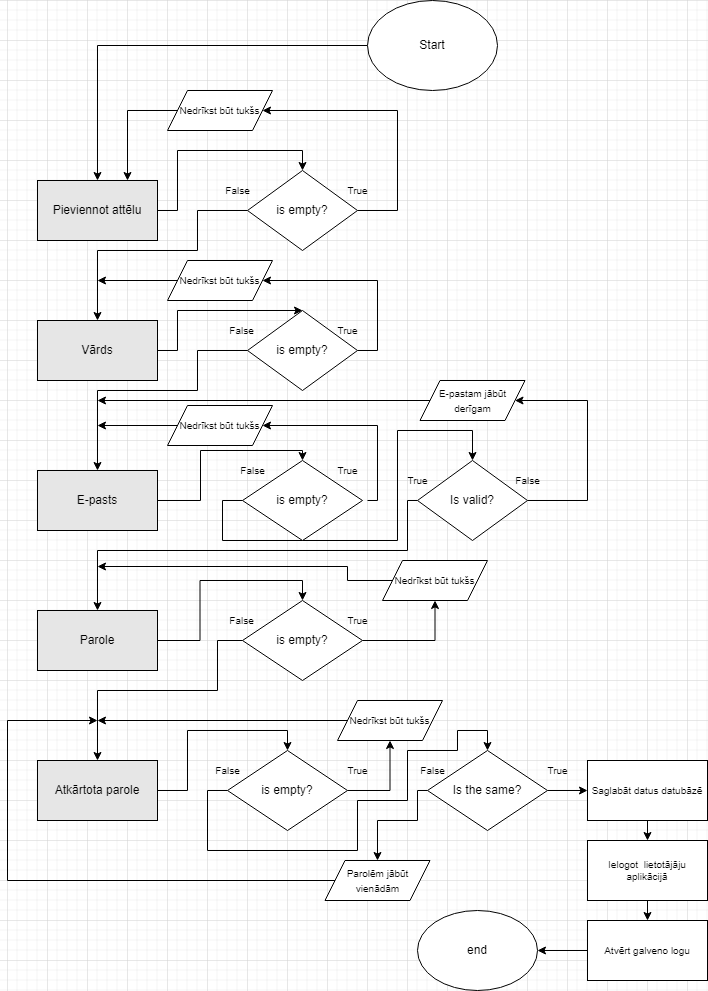 Start
Nedrīkst būt tukšs
False
True
Pieviennot attēlu
is empty?
Nedrīkst būt tukšs
False
True
Vārds
is empty?
E-pastam jābūt
derīgam
Nedrīkst būt tukšs
False
True
True
False
E-pasts
is empty?
Is valid?
Nedrīkst būt tukšs
False
True
Parole
is empty?
Nedrīkst būt tukšs
False
True
False
True
Atkārtota parole
is empty?
Is the same?
Saglabāt datus datubāzē
Parolēm jābūt
vienādām
Ielogot lietotājāju
aplikācijā
end
Atvērt galveno logu